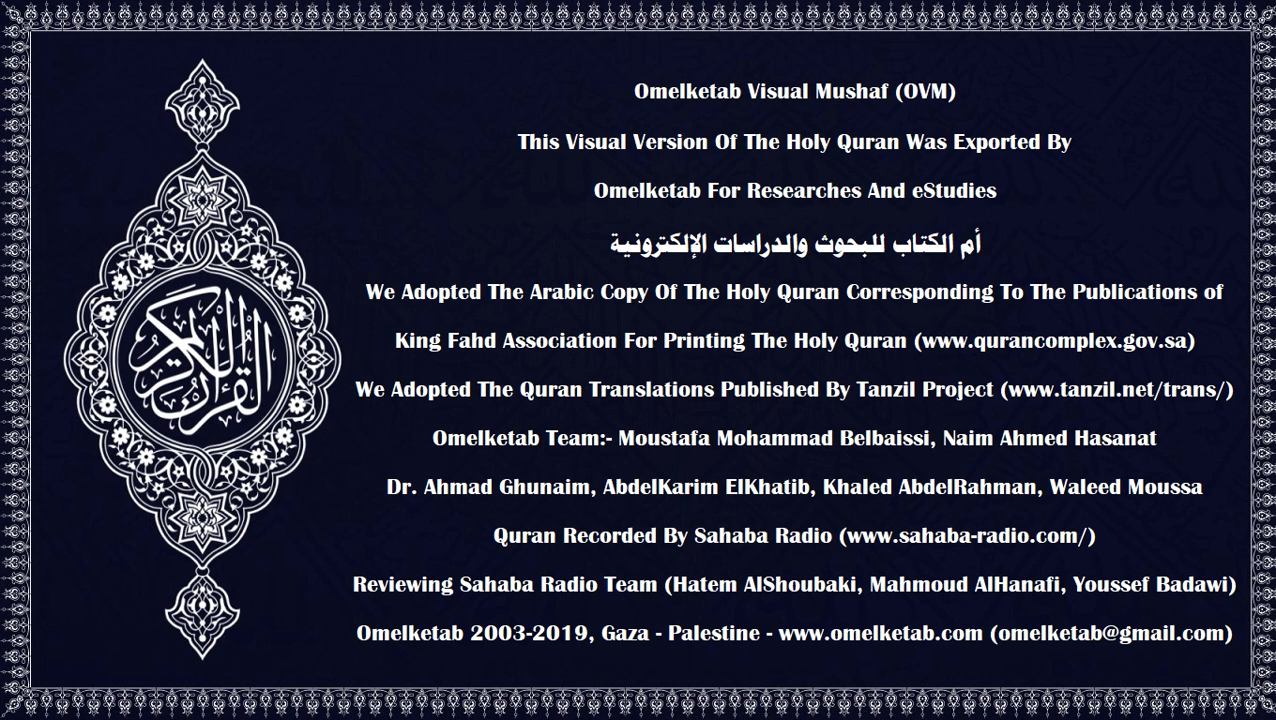 القرآن الكريم
Omelketab Visual Mushaf (OVM)
This Visual Version Of The Holy Quran Was Exported By
Omelketab For Researches And eStudies
أم الكتاب للبحوث والدراسات الإلكترونية
We Adopted The Arabic Copy Of The Holy Quran Corresponding To The Publications of
King Fahd Association For Printing The Holy Quran (www.qurancomplex.gov.sa)
We Adopted The Quran Translations Published By Tanzil Project (www.tanzil.net/trans/)
Omelketab Team:- Moustafa Mohammad Belbaissi, Naim Ahmed Hasanat
Dr. Ahmad Ghunaim, AbdelKarim ElKhatib, Khaled AbdelRahman, Waleed Moussa
Quran Recorded By Sahaba Radio (www.sahaba-radio.com/)
Reviewing Sahaba Radio Team (Hatem AlShoubaki, Mahmoud AlHanafi, Youssef Badawi)
Omelketab 2003-2019, Gaza - Palestine - www.omelketab.com (omelketab@gmail.com)